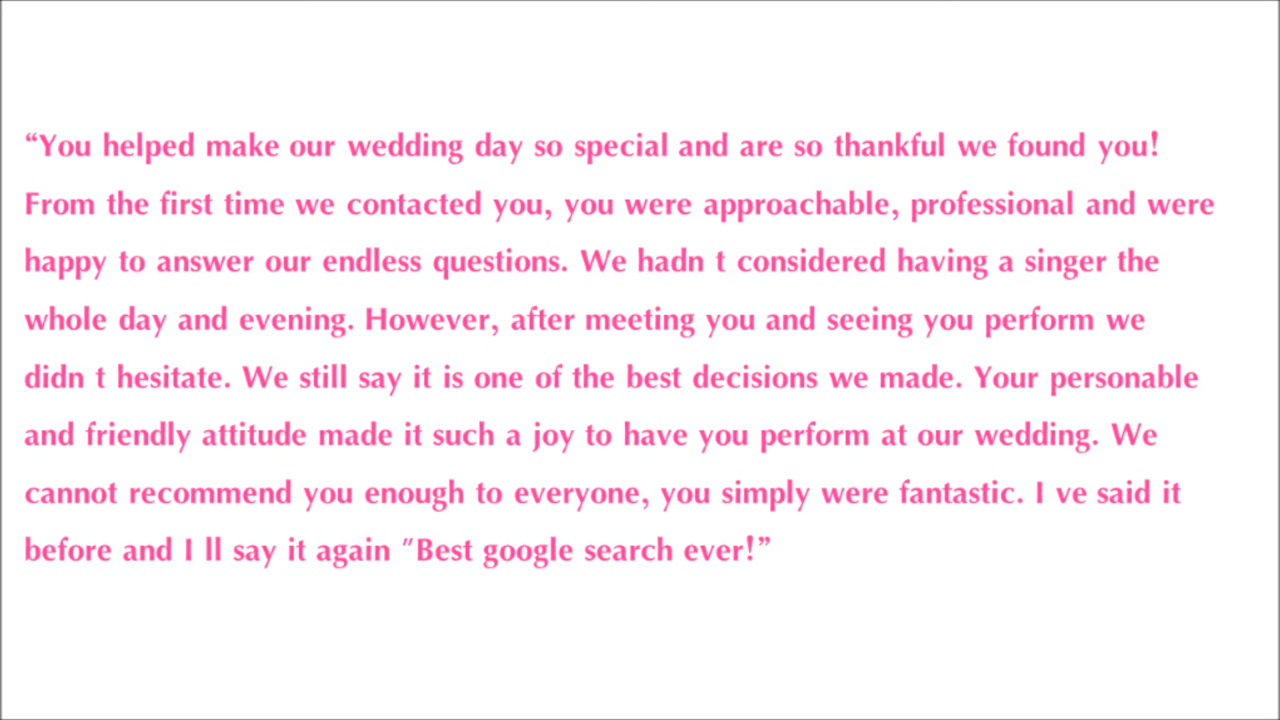 “You helped make our wedding day so special and are so thankful we found you!
From the first time we contacted you, you were approachable, professional and were
happy to answer our endless questions. We hadn t considered having a singer the
whole day and evening. However, after meeting you and seeing you perform we
didn t hesitate. We still say it is one of the best decisions we made. Your personable
and friendly attitude made it such a joy to have you perform at our wedding. We
cannot recommend you enough to everyone, you simply were fantastic. I ve said it
before and I ll say it again "Best google search ever!”